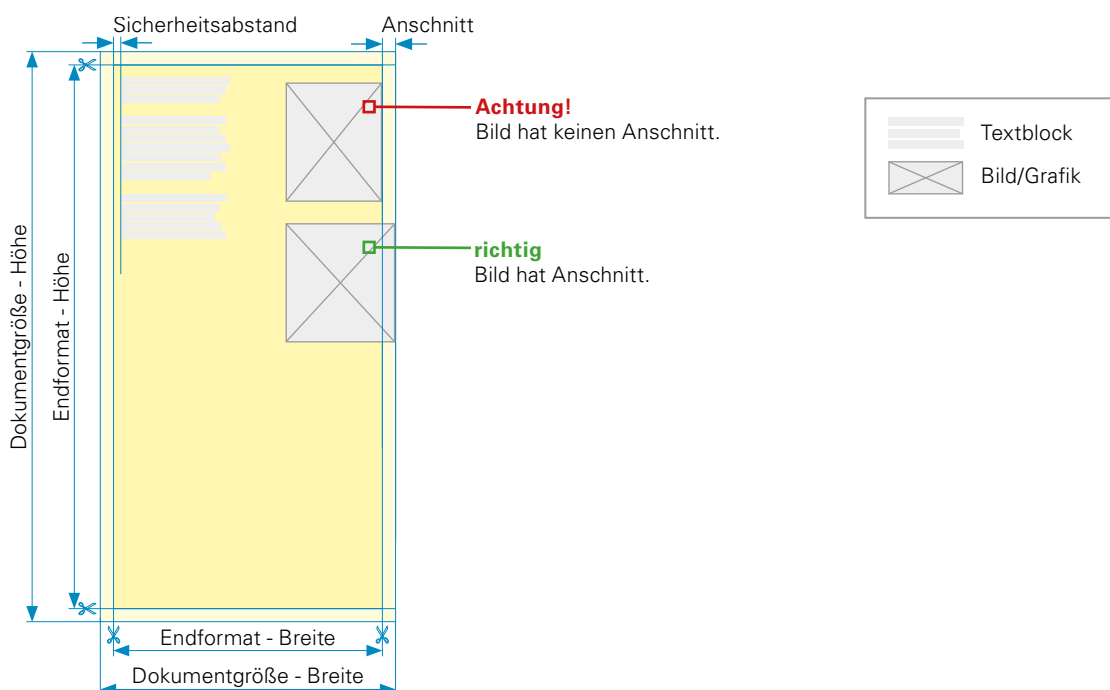 Sicherheitsabstand
Anschnitt
Achtung!
Bild hat keinen Anschnitt.
richtig
Bild hat Anschnitt.
Textblock
Bild/Grafik
Dokumentgröße - Höhe
Endformat - Höhe
Endformat - Breite
Dokumentgröße - Breite